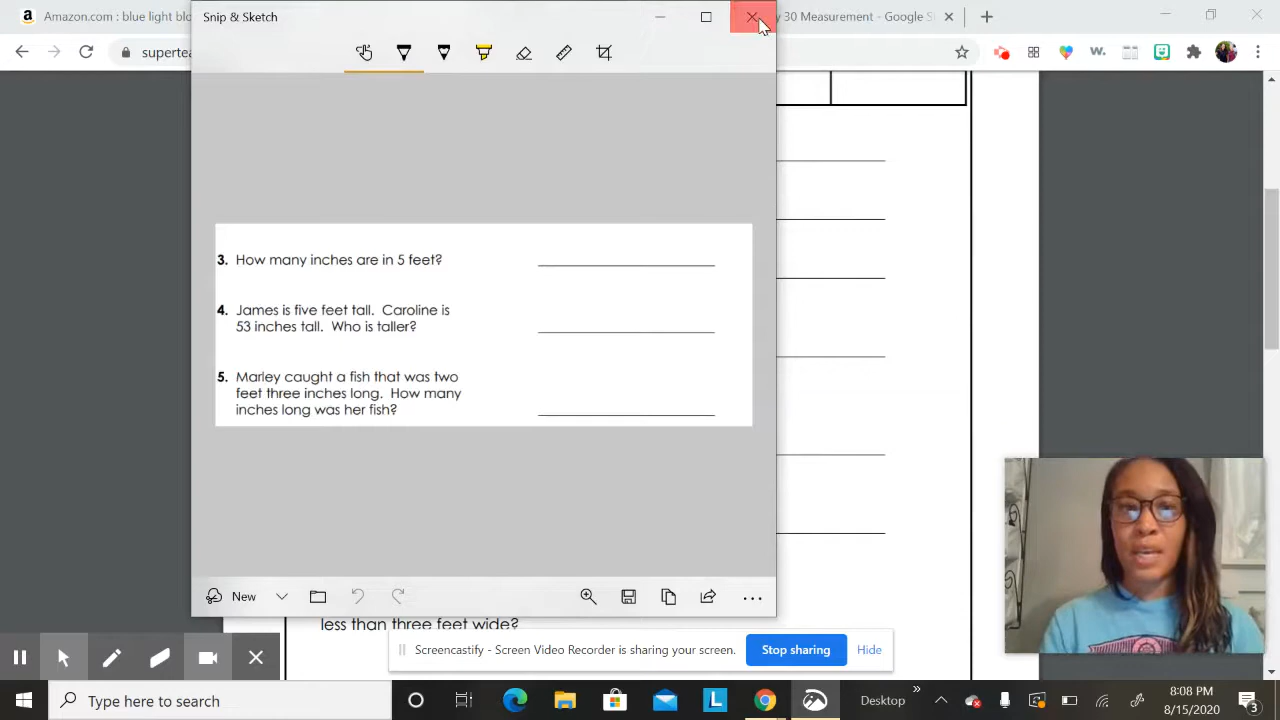 Amazon.com : blue light blo
Snip & Sketch
y 30 Measurement - Google S
supertea
w.
3. How many inches are in 5 feet?
4. James is five feet tall. Caroline is
53 inches tall. Who is taller?
5. Marley caught a fish that was two
feet three inches long. How many
inches long was her fish?
New
less than three feet wide?
Screencastify - Screen Video Recorder is sharing your screen.
Stop sharing
Hide
Type here to search
L
Desktop
8:08 PM
8/15/2020
3